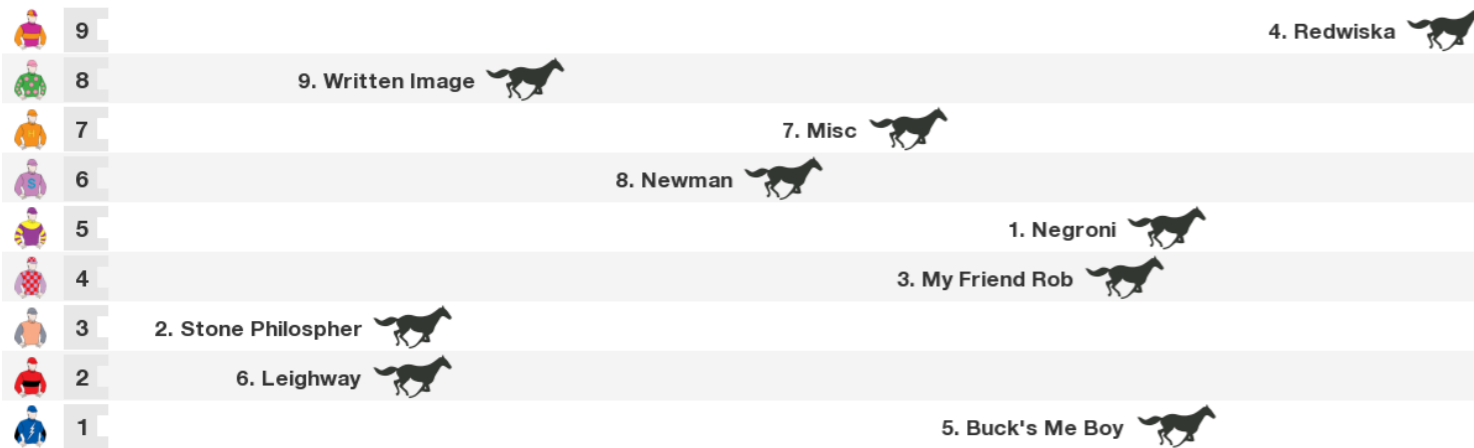 9 4. Redwiska
8 9. Written Image
7 7. Misc
6 8. Newman
S
5 1. Negroni
4 3. My Friend Rob
3 2. Stone Philospher
2 6. Leighway
1 5. Buck's Me Boy